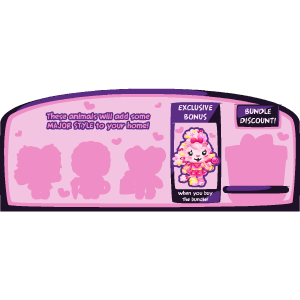 These animals will add some
MAJOR STYLE to your home!
EXCLUSIVE
BONUS
when you buy
the bundle!
BUNDLE
DISCOUNT!